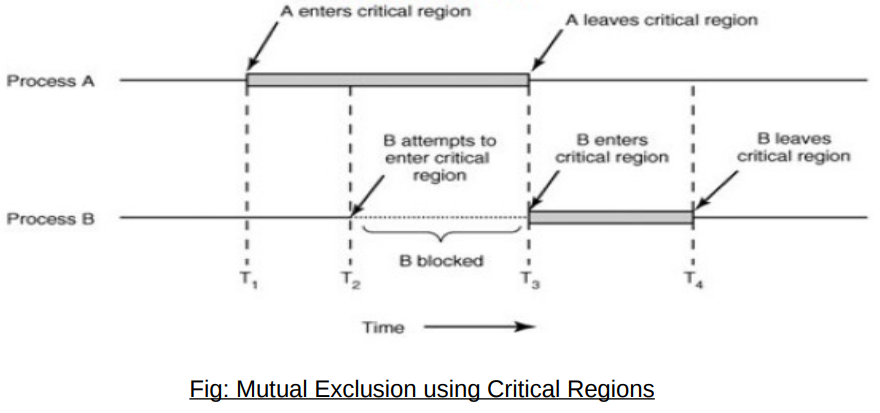 A enters critical region
A leaves critical region
Process A
B attempts to
enter critical
region
B enters
critical region
B leaves
critical region
Process B
B blocked
T1
T2
T3
T4
Time
Fig: Mutual Exclusion using Critical Regions